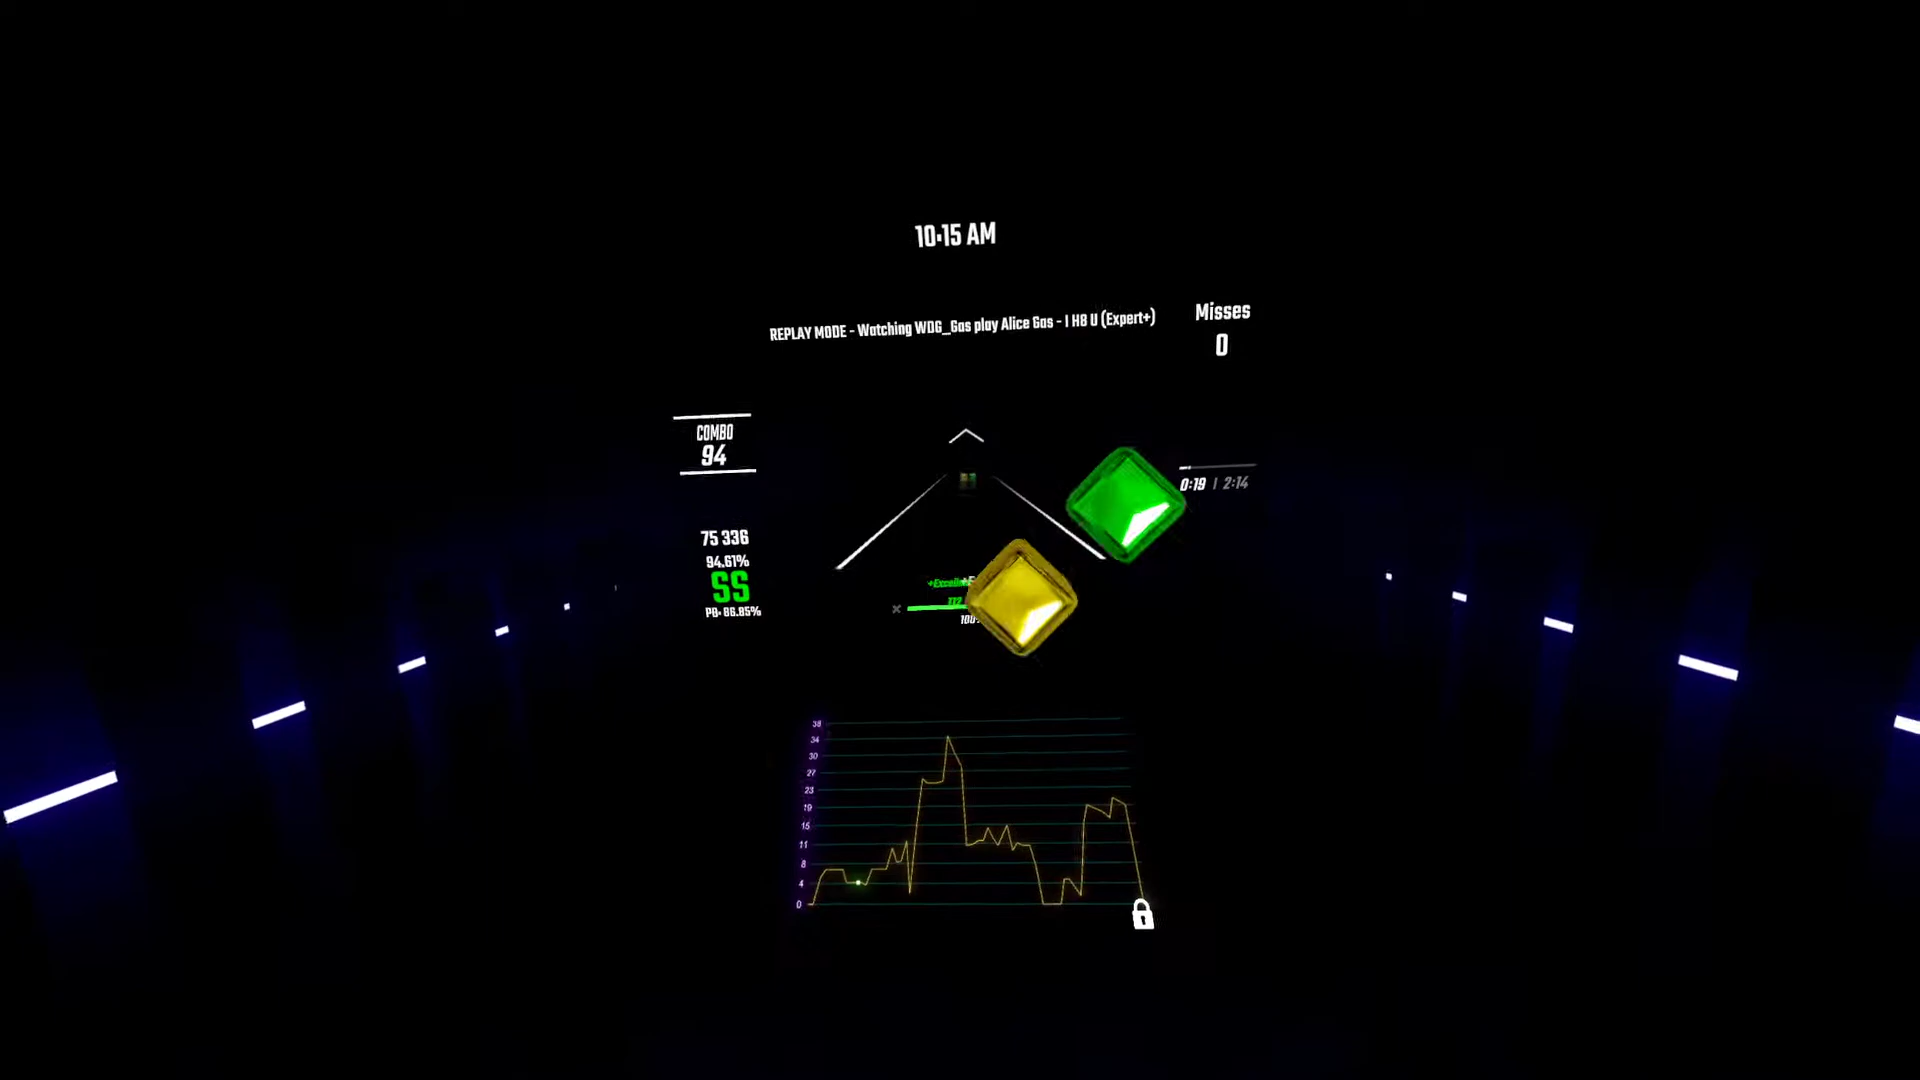 10:15 AM
REPLAY MODE - Watching WDG_Gas play Alice Gas - I H8 U (Expert+)
Misses
0
COMBO
94
0:19 | 2:14
75 336
94.61%
SS
PB: 86.85%
112
38
34
30
27
23
19
15
11
8
4
0